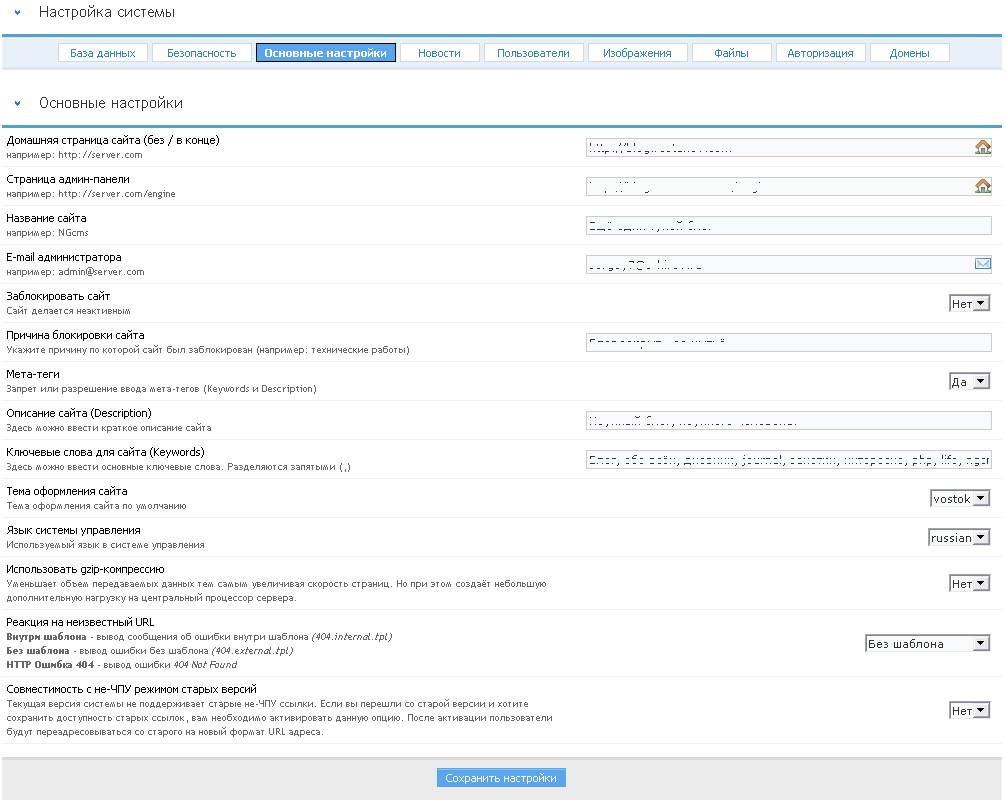 Настройка системы
База данных Безопасность Основные настройки Новости Пользователи Изображения Файлы Авторизация Домены
Основные настройки
Домашняя страница сайта (без / в конце)
например: http://server.com
Страница админ-панели
например: http://server.com/engine
Название сайта
например: NGcms
E-mail администратора
например: admin@server.com
Заблокировать сайт
Сайт делается неактивным
Нет
Причина блокировки сайта
Укажите причину по которой сайт был заблокирован (например: технические работы)
Мета-теги
Запрет или разрешение ввода мета-тегов (Keywords и Description)
Да
Описание сайта (Description)
Здесь можно ввести краткое описание сайта
Ключевые слова для сайта (Keywords)
Здесь можно ввести основные ключевые слова. Разделяются запятыми (,)
Тема оформления сайта
Тема оформления сайта по умолчанию
vostok
Язык системы управления
Используемый язык в системе управления
russian
Использовать gzip-компрессию
Уменьшает объем передаваемых данных тем самым увеличивая скорость страниц. Но при этом создаёт небольшую
дополнительную нагрузку на центральный процессор сервера.
Нет
Реакция на неизвестный URL
Внутри шаблона - вывод сообщения об ошибки внутри шаблона (404.internal.tpl)
Без шаблона - вывод ошибки без шаблона (404.external.tpl)
HTTP Ошибка 404 - вывод ошибки 404 Not Found
Без шаблона
Совместимость с не-ЧПУ режимом старых версий
Текущая версия системы не поддерживает старые не-ЧПУ ссылки. Если вы перешли со старой версии и хотите
сохранить доступность старых ссылок, вам необходимо активировать данную опцию. После активации пользователи
будут переадресовываться со старого на новый формат URL адреса.
Нет
Сохранить настройки